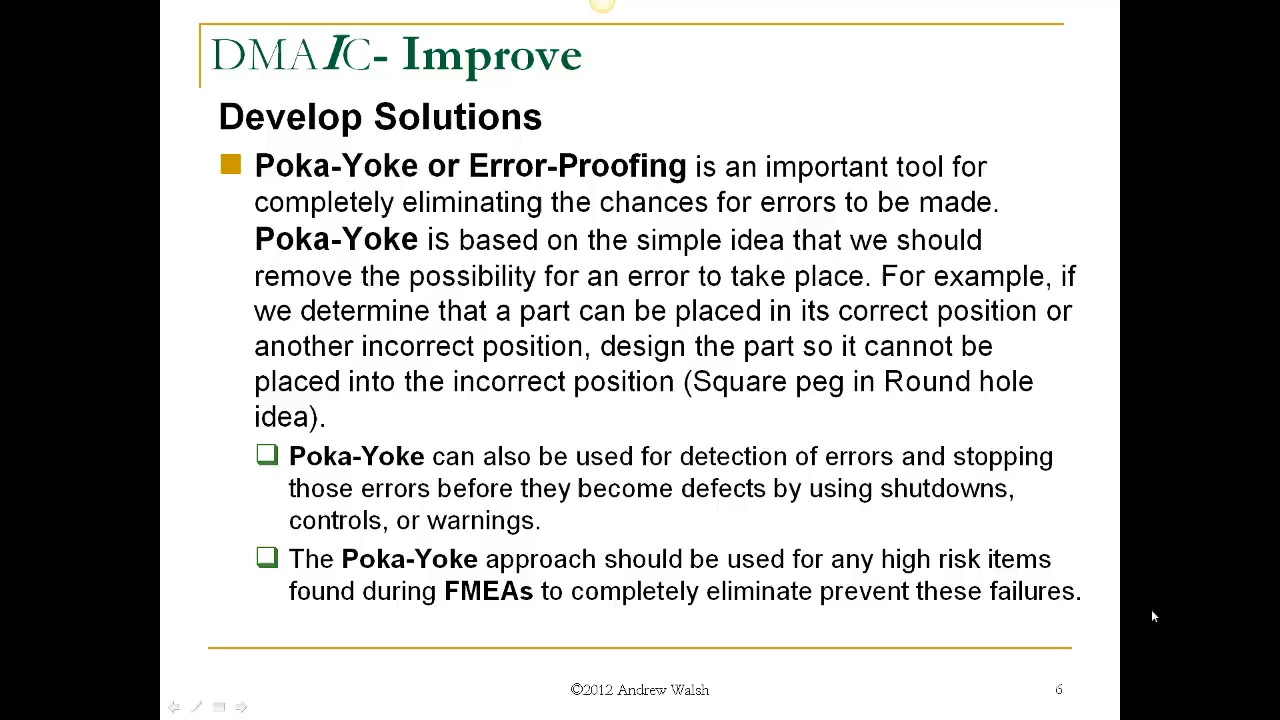 DMAIC- Improve
Develop Solutions
Poka-Yoke or Error-Proofing is an important tool for
completely eliminating the chances for errors to be made.
Poka-Yoke is based on the simple idea that we should
remove the possibility for an error to take place. For example, if
we determine that a part can be placed in its correct position or
another incorrect position, design the part so it cannot be
placed into the incorrect position (Square peg in Round hole
idea).
Poka-Yoke can also be used for detection of errors and stopping
those errors before they become defects by using shutdowns,
controls, or warnings.
The Poka-Yoke approach should be used for any high risk items
found during FMEAs to completely eliminate prevent these failures.
©2012 Andrew Walsh
6